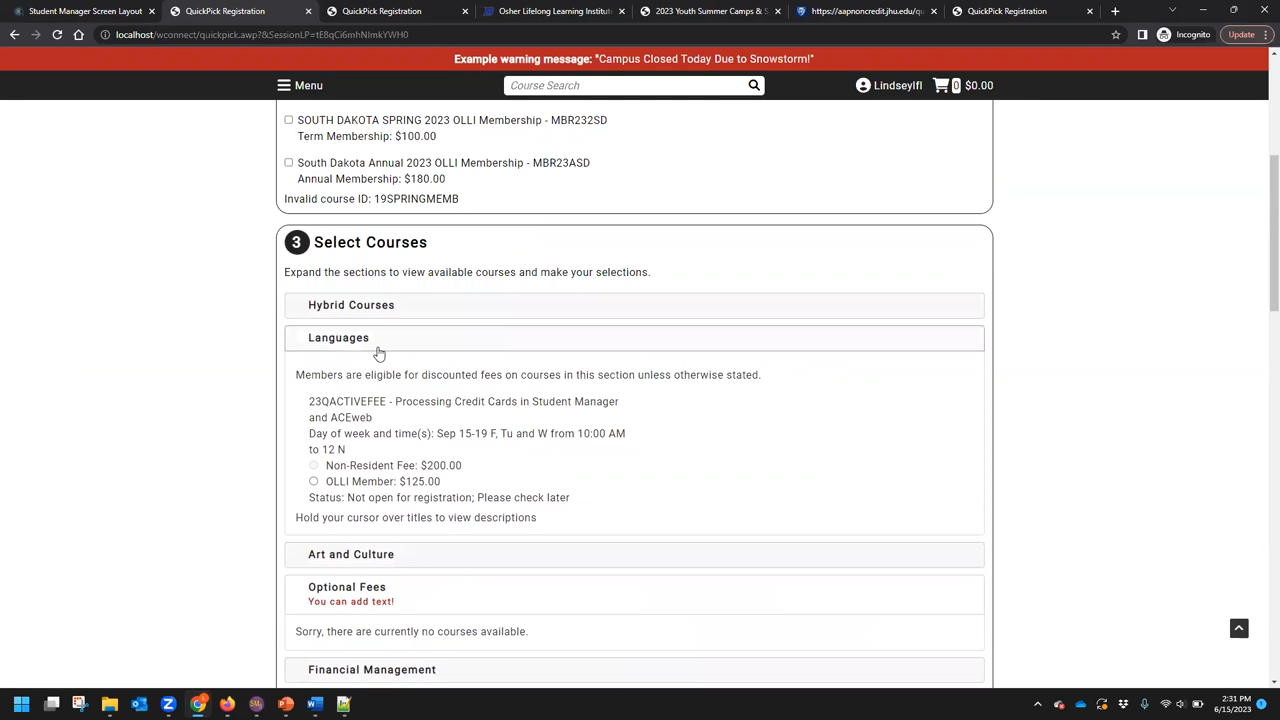 Student Manager Screen Layout
QuickPick Registration
QuickPick Registration
Osher Lifelong Learning Institut
2023 Youth Summer Camps & S
https://aapnoncredit.jhu.edu/qu
QuickPick Registration
localhost/wconnect/quickpick.awp?&SessionLP=tE8qCi6mhNImkYWH0
Incognito
Update
Example warning message: "Campus Closed Today Due to Snowstorm!"
Menu
Course Search
Lindseylfl
0
$0.00
SOUTH DAKOTA SPRING 2023 OLLI Membership - MBR232SD
Term Membership: $100.00
South Dakota Annual 2023 OLLI Membership - MBR23ASD
Annual Membership: $180.00
Invalid course ID: 19SPRINGMEMB
3 Select Courses
Expand the sections to view available courses and make your selections.
Hybrid Courses
Languages
Members are eligible for discounted fees on courses in this section unless otherwise stated.
23QACTIVEFEE - Processing Credit Cards in Student Manager
and ACEweb
Day of week and time(s): Sep 15-19 F, Tu and W from 10:00 AM
to 12 N
Non-Resident Fee: $200.00
OLLI Member: $125.00
Status: Not open for registration; Please check later
Hold your cursor over titles to view descriptions
Art and Culture
Optional Fees
You can add text!
Sorry, there are currently no courses available.
Financial Management
2:31 PM
6/15/2023